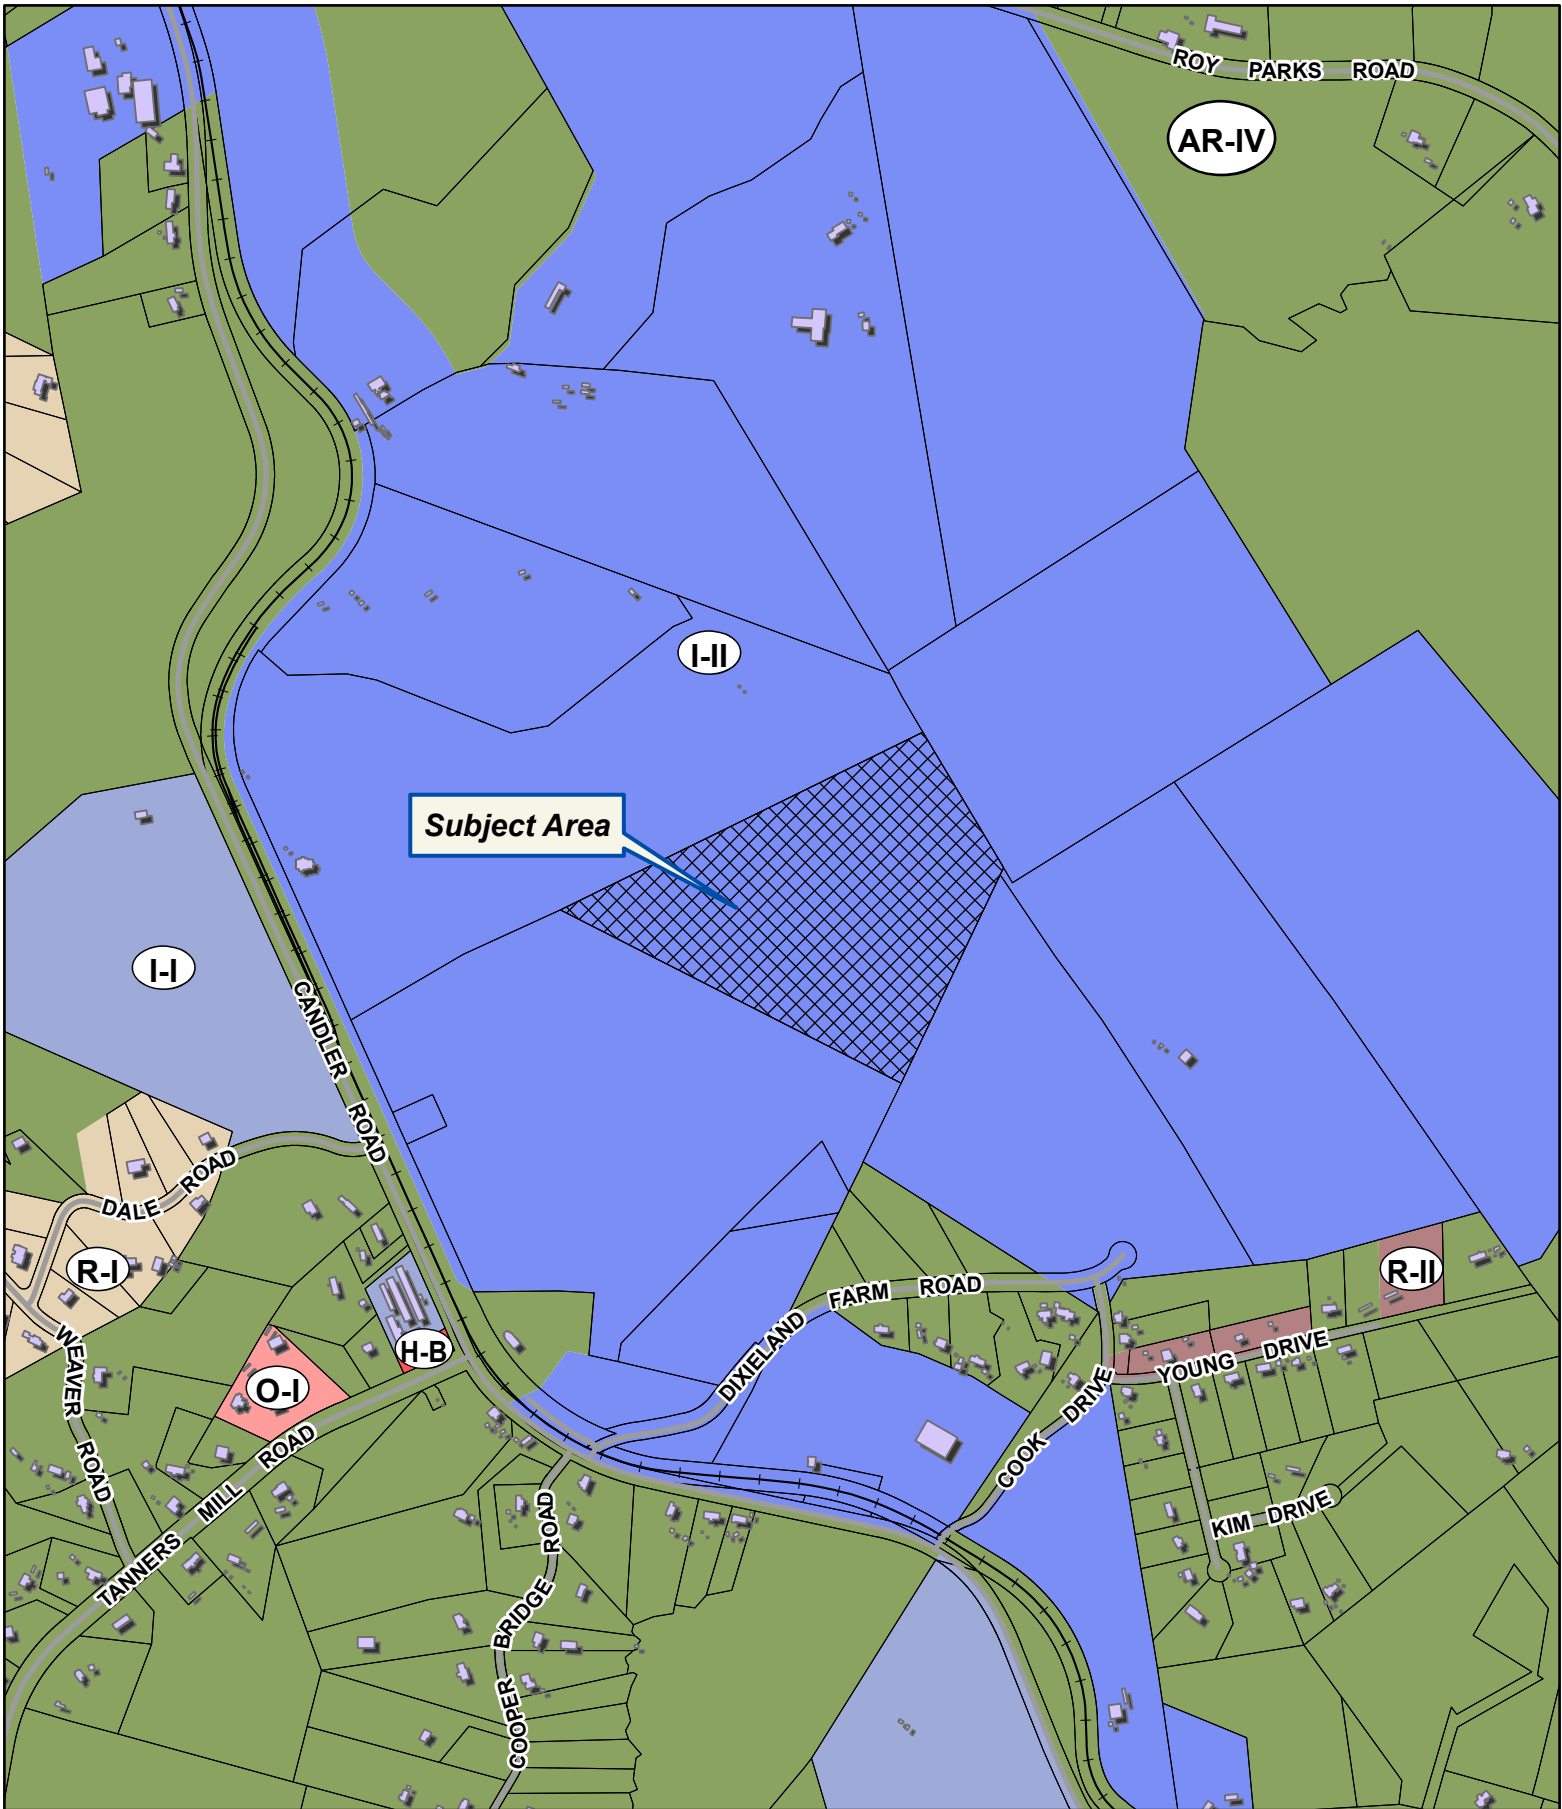 ROY PARKS ROAD
AR-IV
I-II
Subject Area
I-I
CANDLER ROAD
DALE ROAD
R-I
R-II
FARM ROAD
DIXIELAND
WEAVER ROAD
H-B
O-I
YOUNG DRIVE
COOK DRIVE
TANNERS MILL ROAD
KIM DRIVE
COOPER BRIDGE ROAD